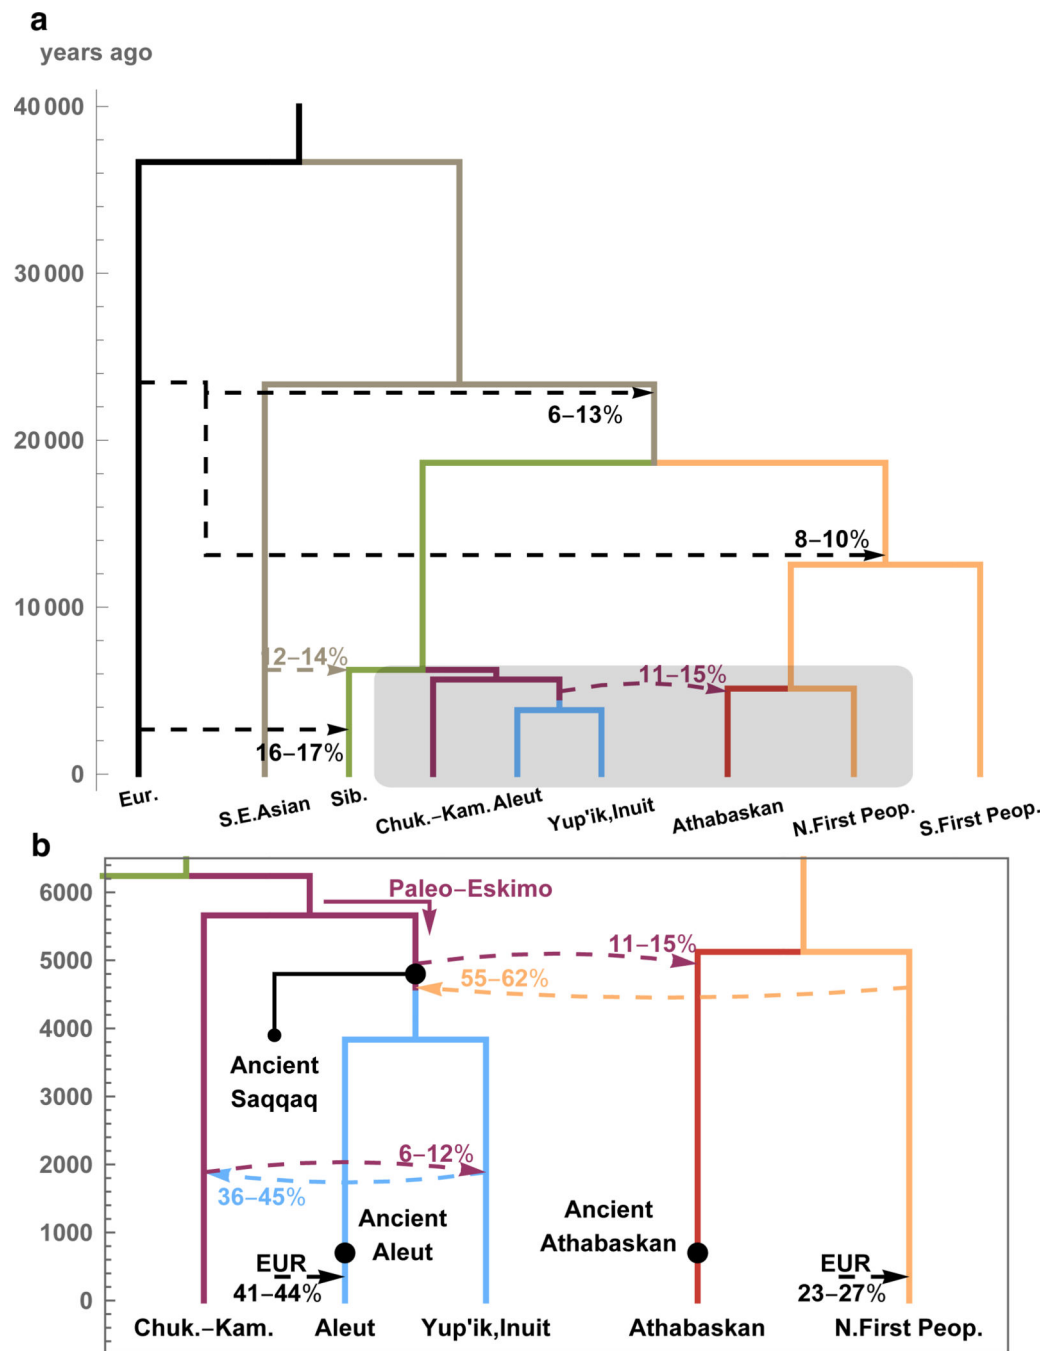 a
years ago
40 000
30 000
6–13%
20 000
8–10%
10 000
12–14%
11–15%
16–17%
0
Eur.
S.E.Asian
Sib.
Chuk.–Kam.
Aleut
Yup'ik,Inuit
Athabaskan
N.First Peop.
S.First Peop.
b
6000
Paleo–Eskimo
11–15%
5000
55–62%
4000
Ancient
Saqqaq
3000
2000
6–12%
36–45%
Ancient
Aleut
Ancient
Athabaskan
1000
EUR
41–44%
EUR
23–27%
0
Chuk.–Kam.
Aleut
Yup'ik,Inuit
Athabaskan
N.First Peop.